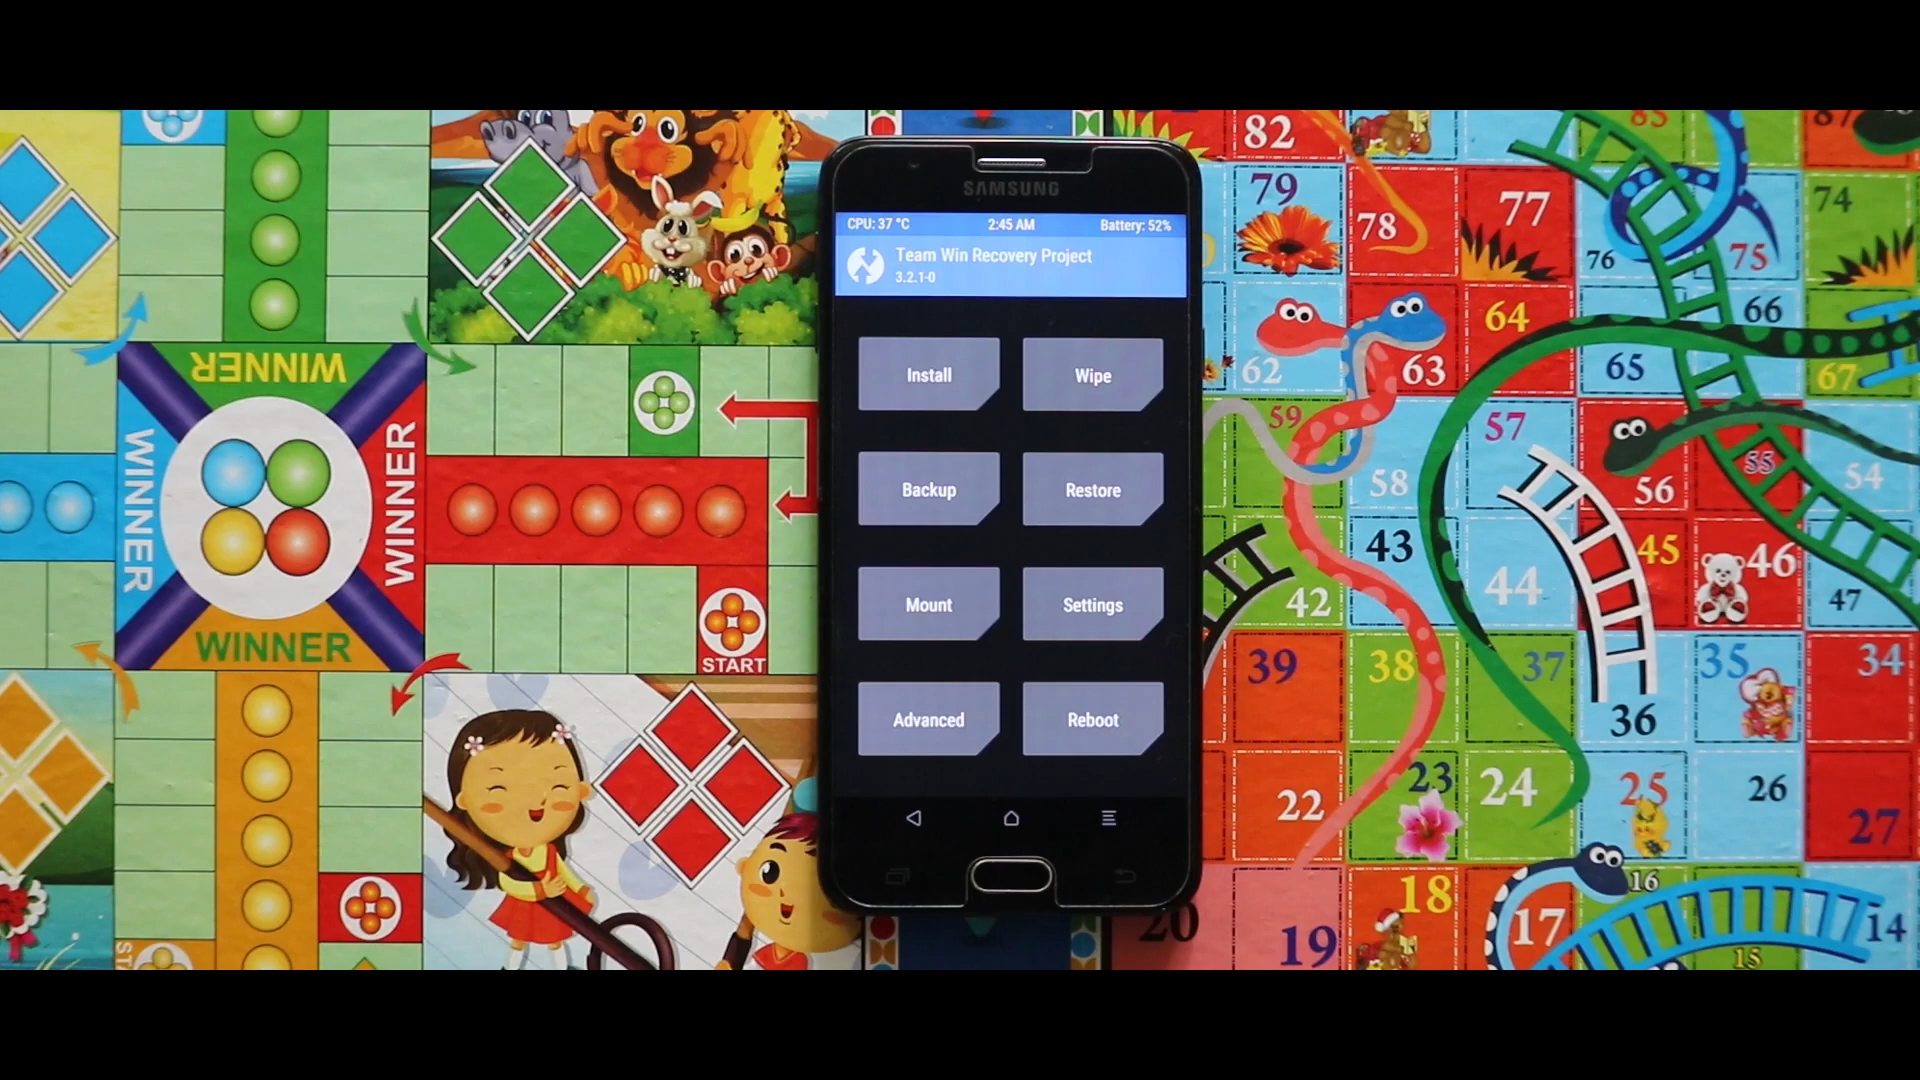 SAMSUNG
CPU: 37 °C 2:45 AM Battery: 52%
Team Win Recovery Project
3.2.1-0
Install Wipe
Backup Restore
Mount Settings
Advanced Reboot
WINNER
WINNER
WINNER
WINNER
START
82 85 87
79 78 77 76 75 74
62 63 64 65 66 67
59 58 57 56 55 54
42 43 44 45 46 47
39 38 37 36 35 34
22 23 24 25 26 27
20 19 18 17 16 15 14